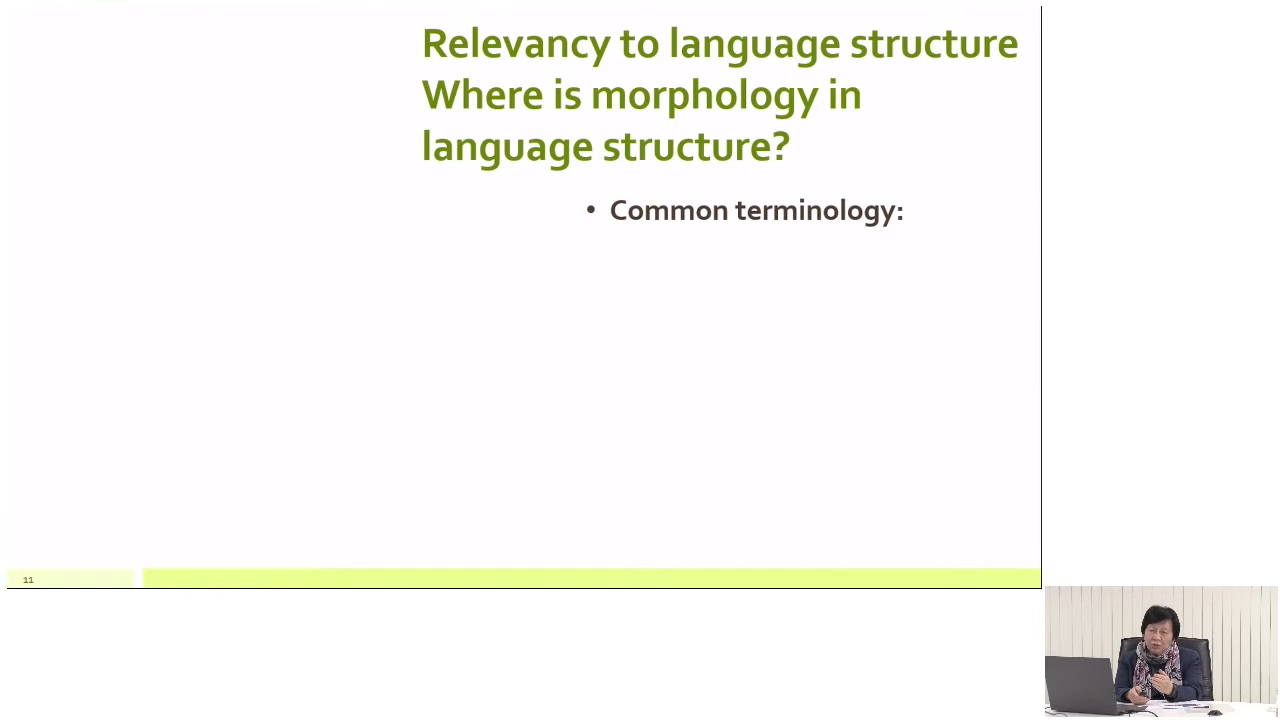 Relevancy to language structure
Where is morphology in
language structure?
• Common terminology:
11